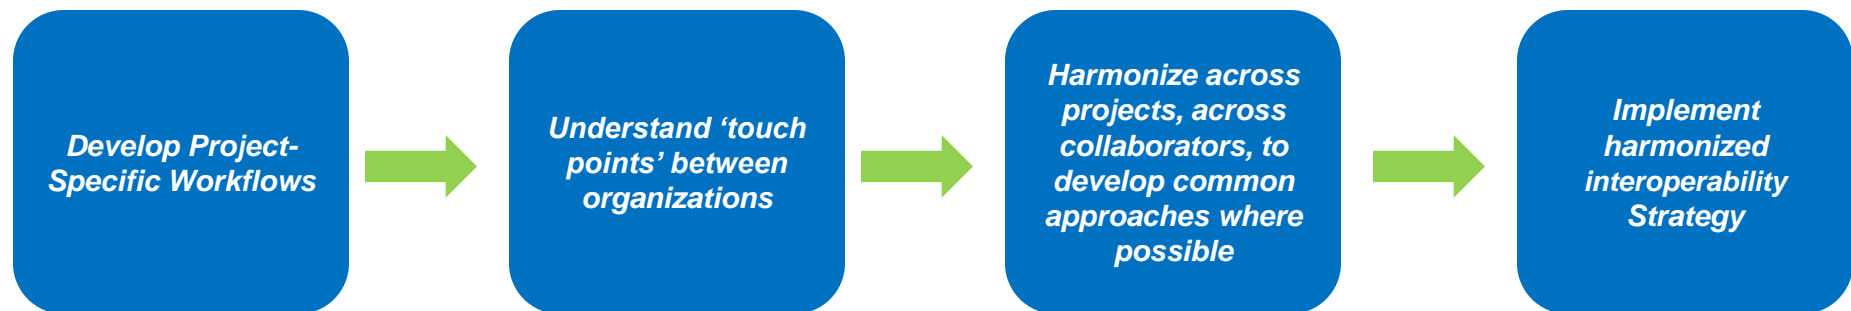 Develop Project-
Specific Workflows
Understand ‘touch
points’ between
organizations
Harmonize across
projects, across
collaborators, to
develop common
approaches where
possible
Implement
harmonized
interoperability
Strategy